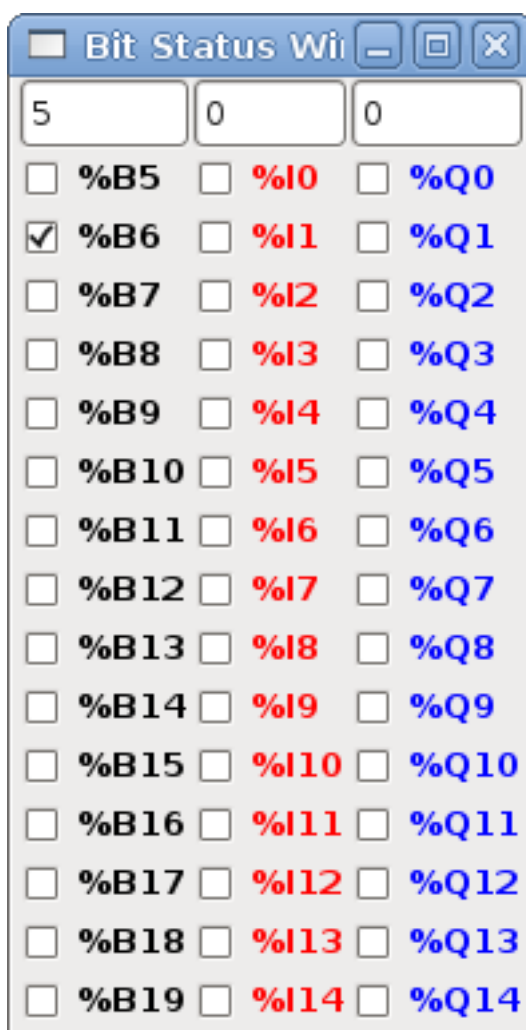 Bit Status Wi
5 0 0
%B5 %I0 %Q0
%B6 %I1 %Q1
%B7 %I2 %Q2
%B8 %I3 %Q3
%B9 %I4 %Q4
%B10 %I5 %Q5
%B11 %I6 %Q6
%B12 %I7 %Q7
%B13 %I8 %Q8
%B14 %I9 %Q9
%B15 %I10 %Q10
%B16 %I11 %Q11
%B17 %I12 %Q12
%B18 %I13 %Q13
%B19 %I14 %Q14